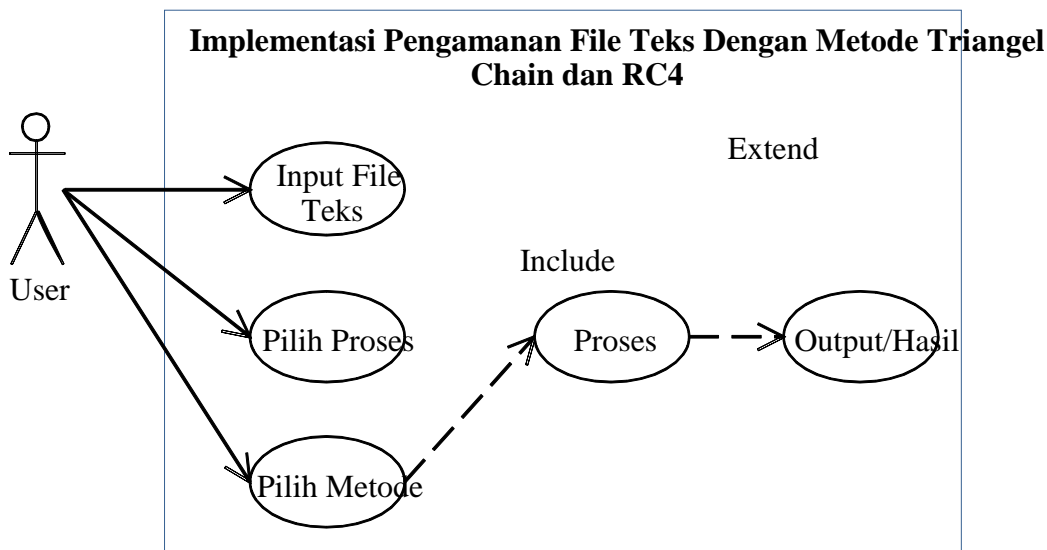 Implementasi Pengamanan File Teks Dengan Metode Triangel
Chain dan RC4
Extend
Input File
Teks
Include
User
Pilih Proses
Proses
Output/Hasil
Pilih Metode